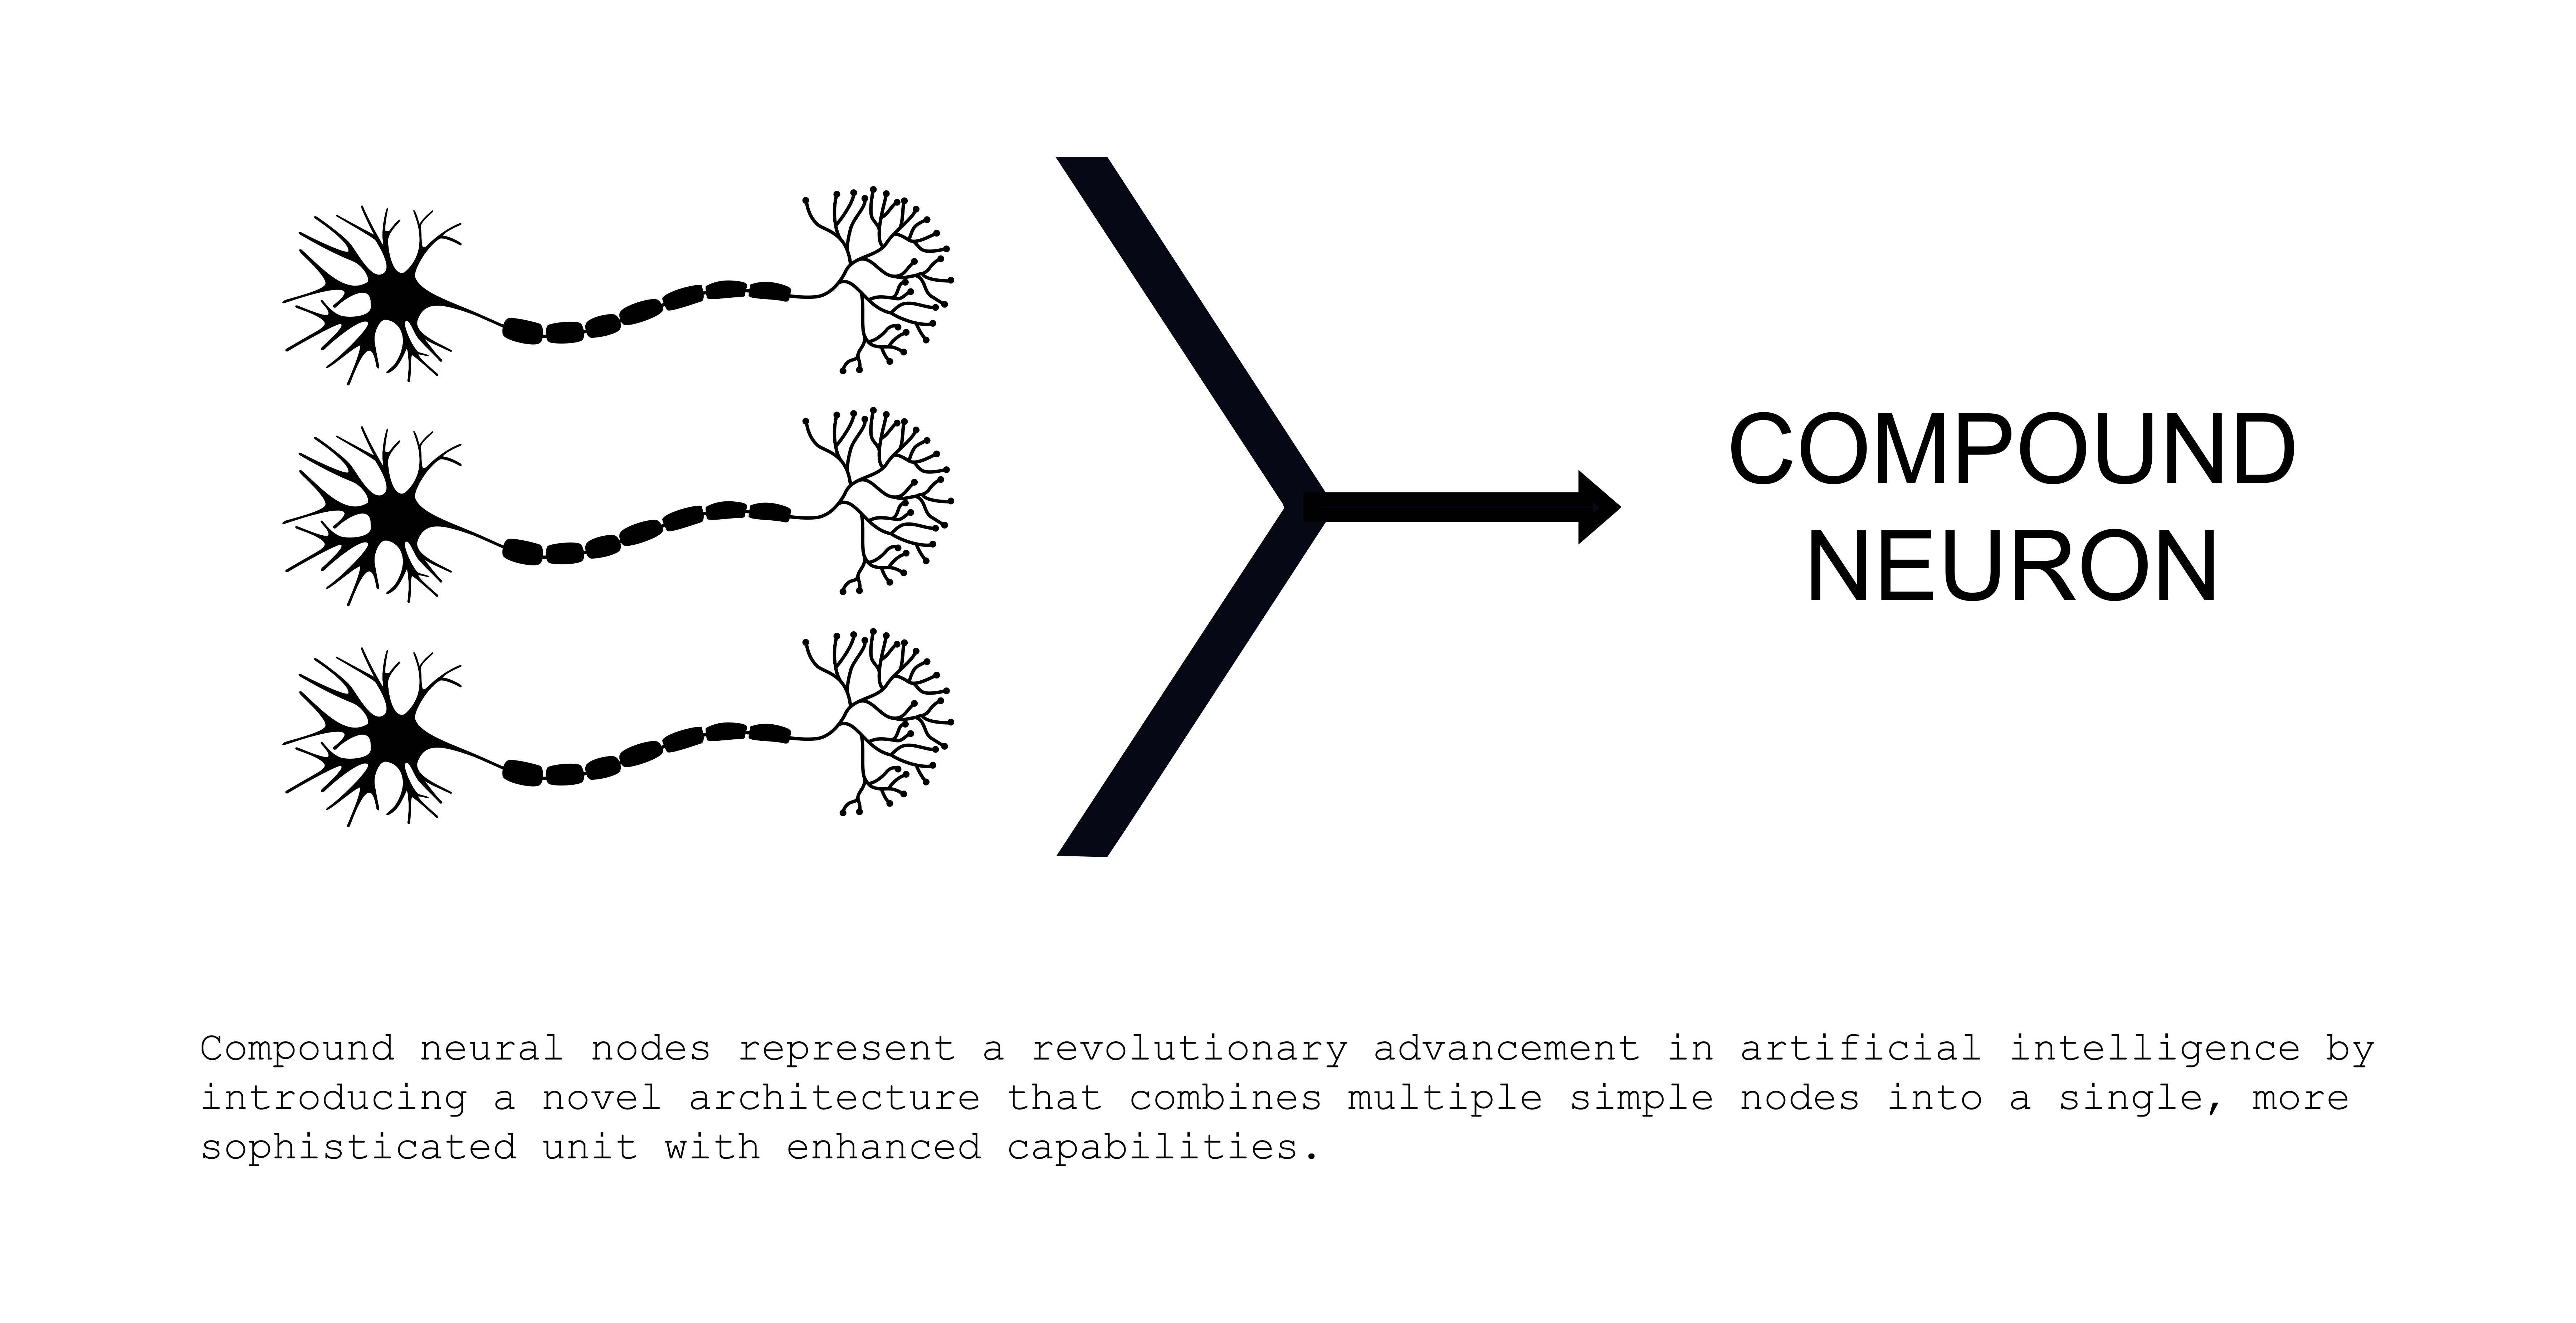 COMPOUND
NEURON
Compound neural nodes represent a revolutionary advancement in artificial intelligence by
introducing a novel architecture that combines multiple simple nodes into a single, more
sophisticated unit with enhanced capabilities.